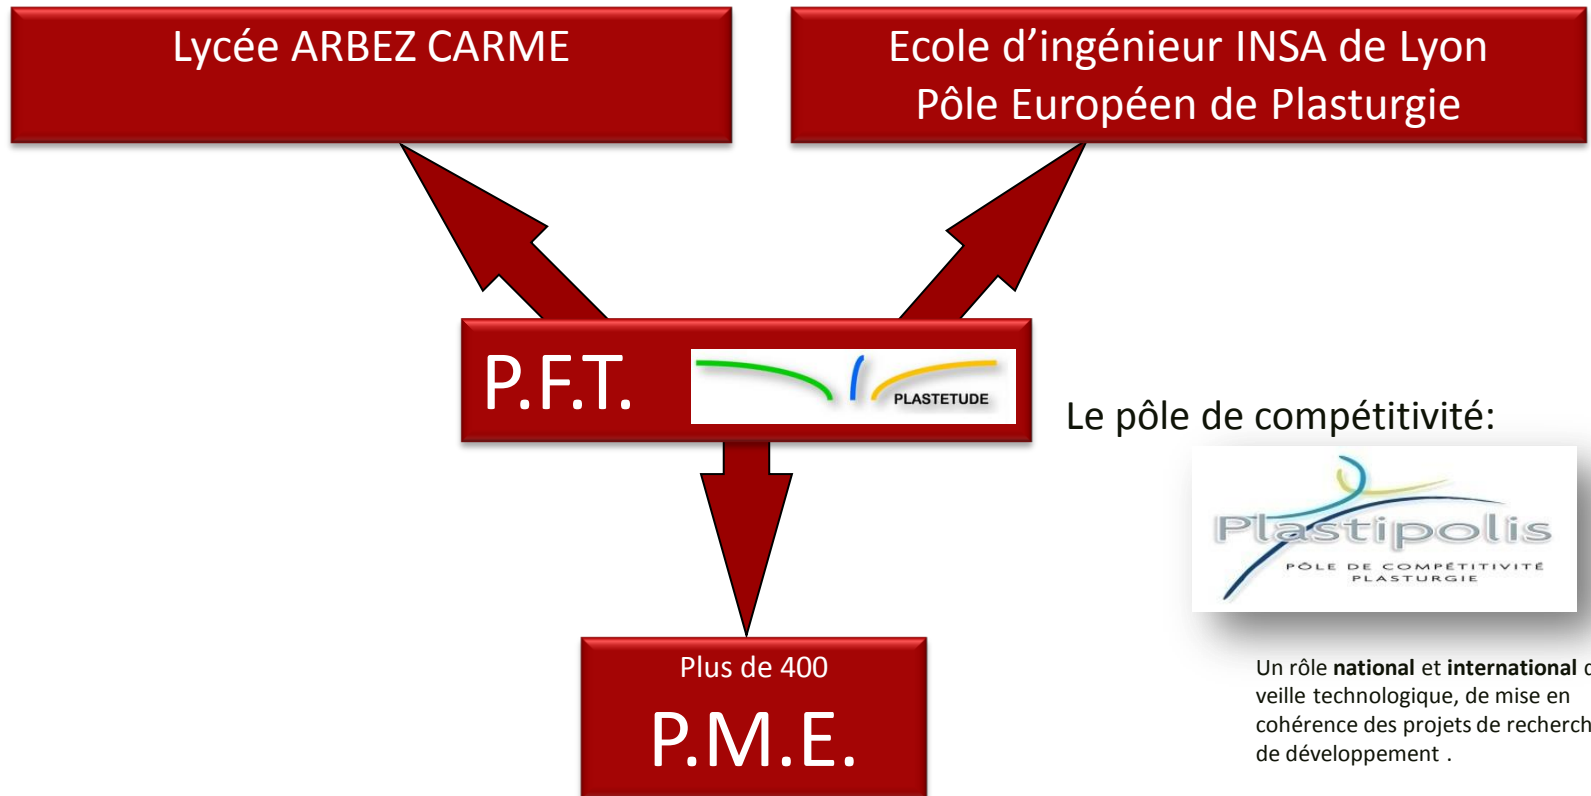 Lycée ARBEZ CARME
Ecole d'ingénieur INSA de Lyon
Pôle Européen de Plasturgie
P.F.T.
PLASTETUDE
Le pôle de compétitivité:
Plastipolis
PÔLE DE COMPÉTITIVITÉ
PLASTURGIE
Plus de 400
P.M.E.
Un rôle national et international
veille technologique, de mise en
cohérence des projets de recherch
de développement .